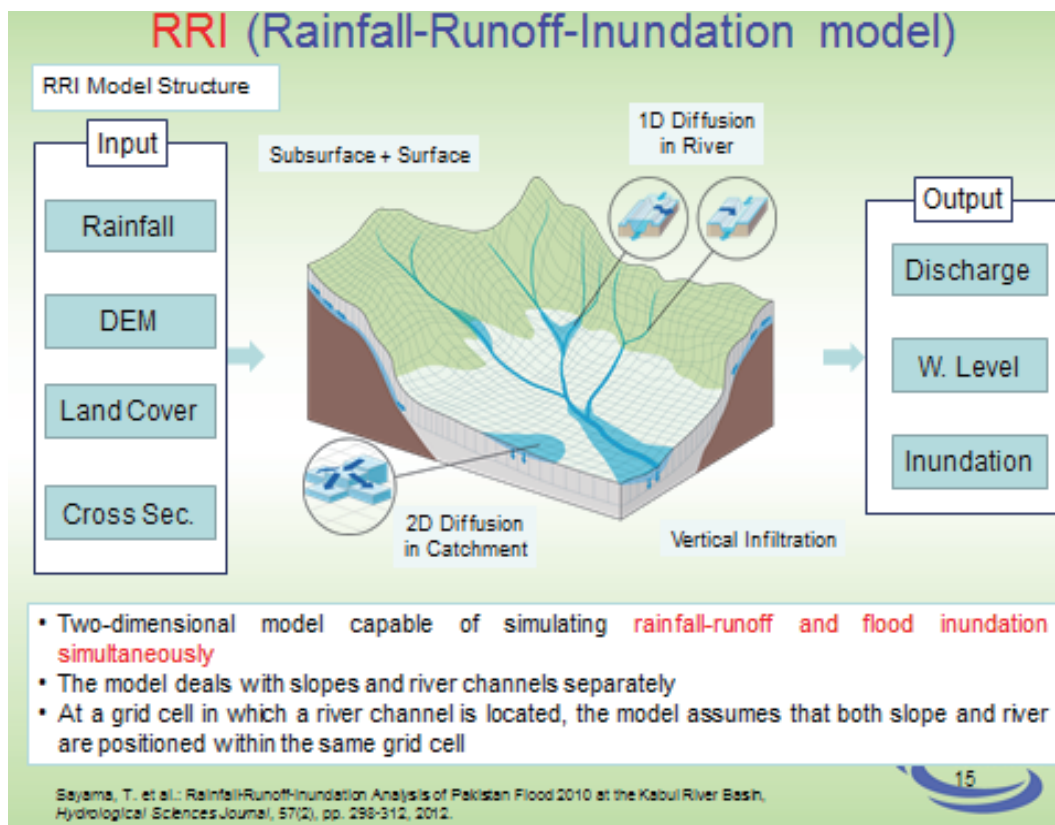 RRI (Rainfall-Runoff-Inundation model)
RRI Model Structure
Input
Rainfall
DEM
Land Cover
Cross Sec.
Subsurface + Surface
1D Diffusion
in River
2D Diffusion
in Catchment
Vertical Infiltration
Output
Discharge
W. Level
Inundation
• Two-dimensional model capable of simulating rainfall-runoff and flood inundation
simultaneously
• The model deals with slopes and river channels separately
• At a grid cell in which a river channel is located, the model assumes that both slope and river
are positioned within the same grid cell
15
Sayama, T. et al.: Rainfall-Runoff-Inundation Analysis of Pakistan Flood 2010 at the Kabul River Basin,
Hydrological Sciences Journal, 57(2), pp. 298-312, 2012.